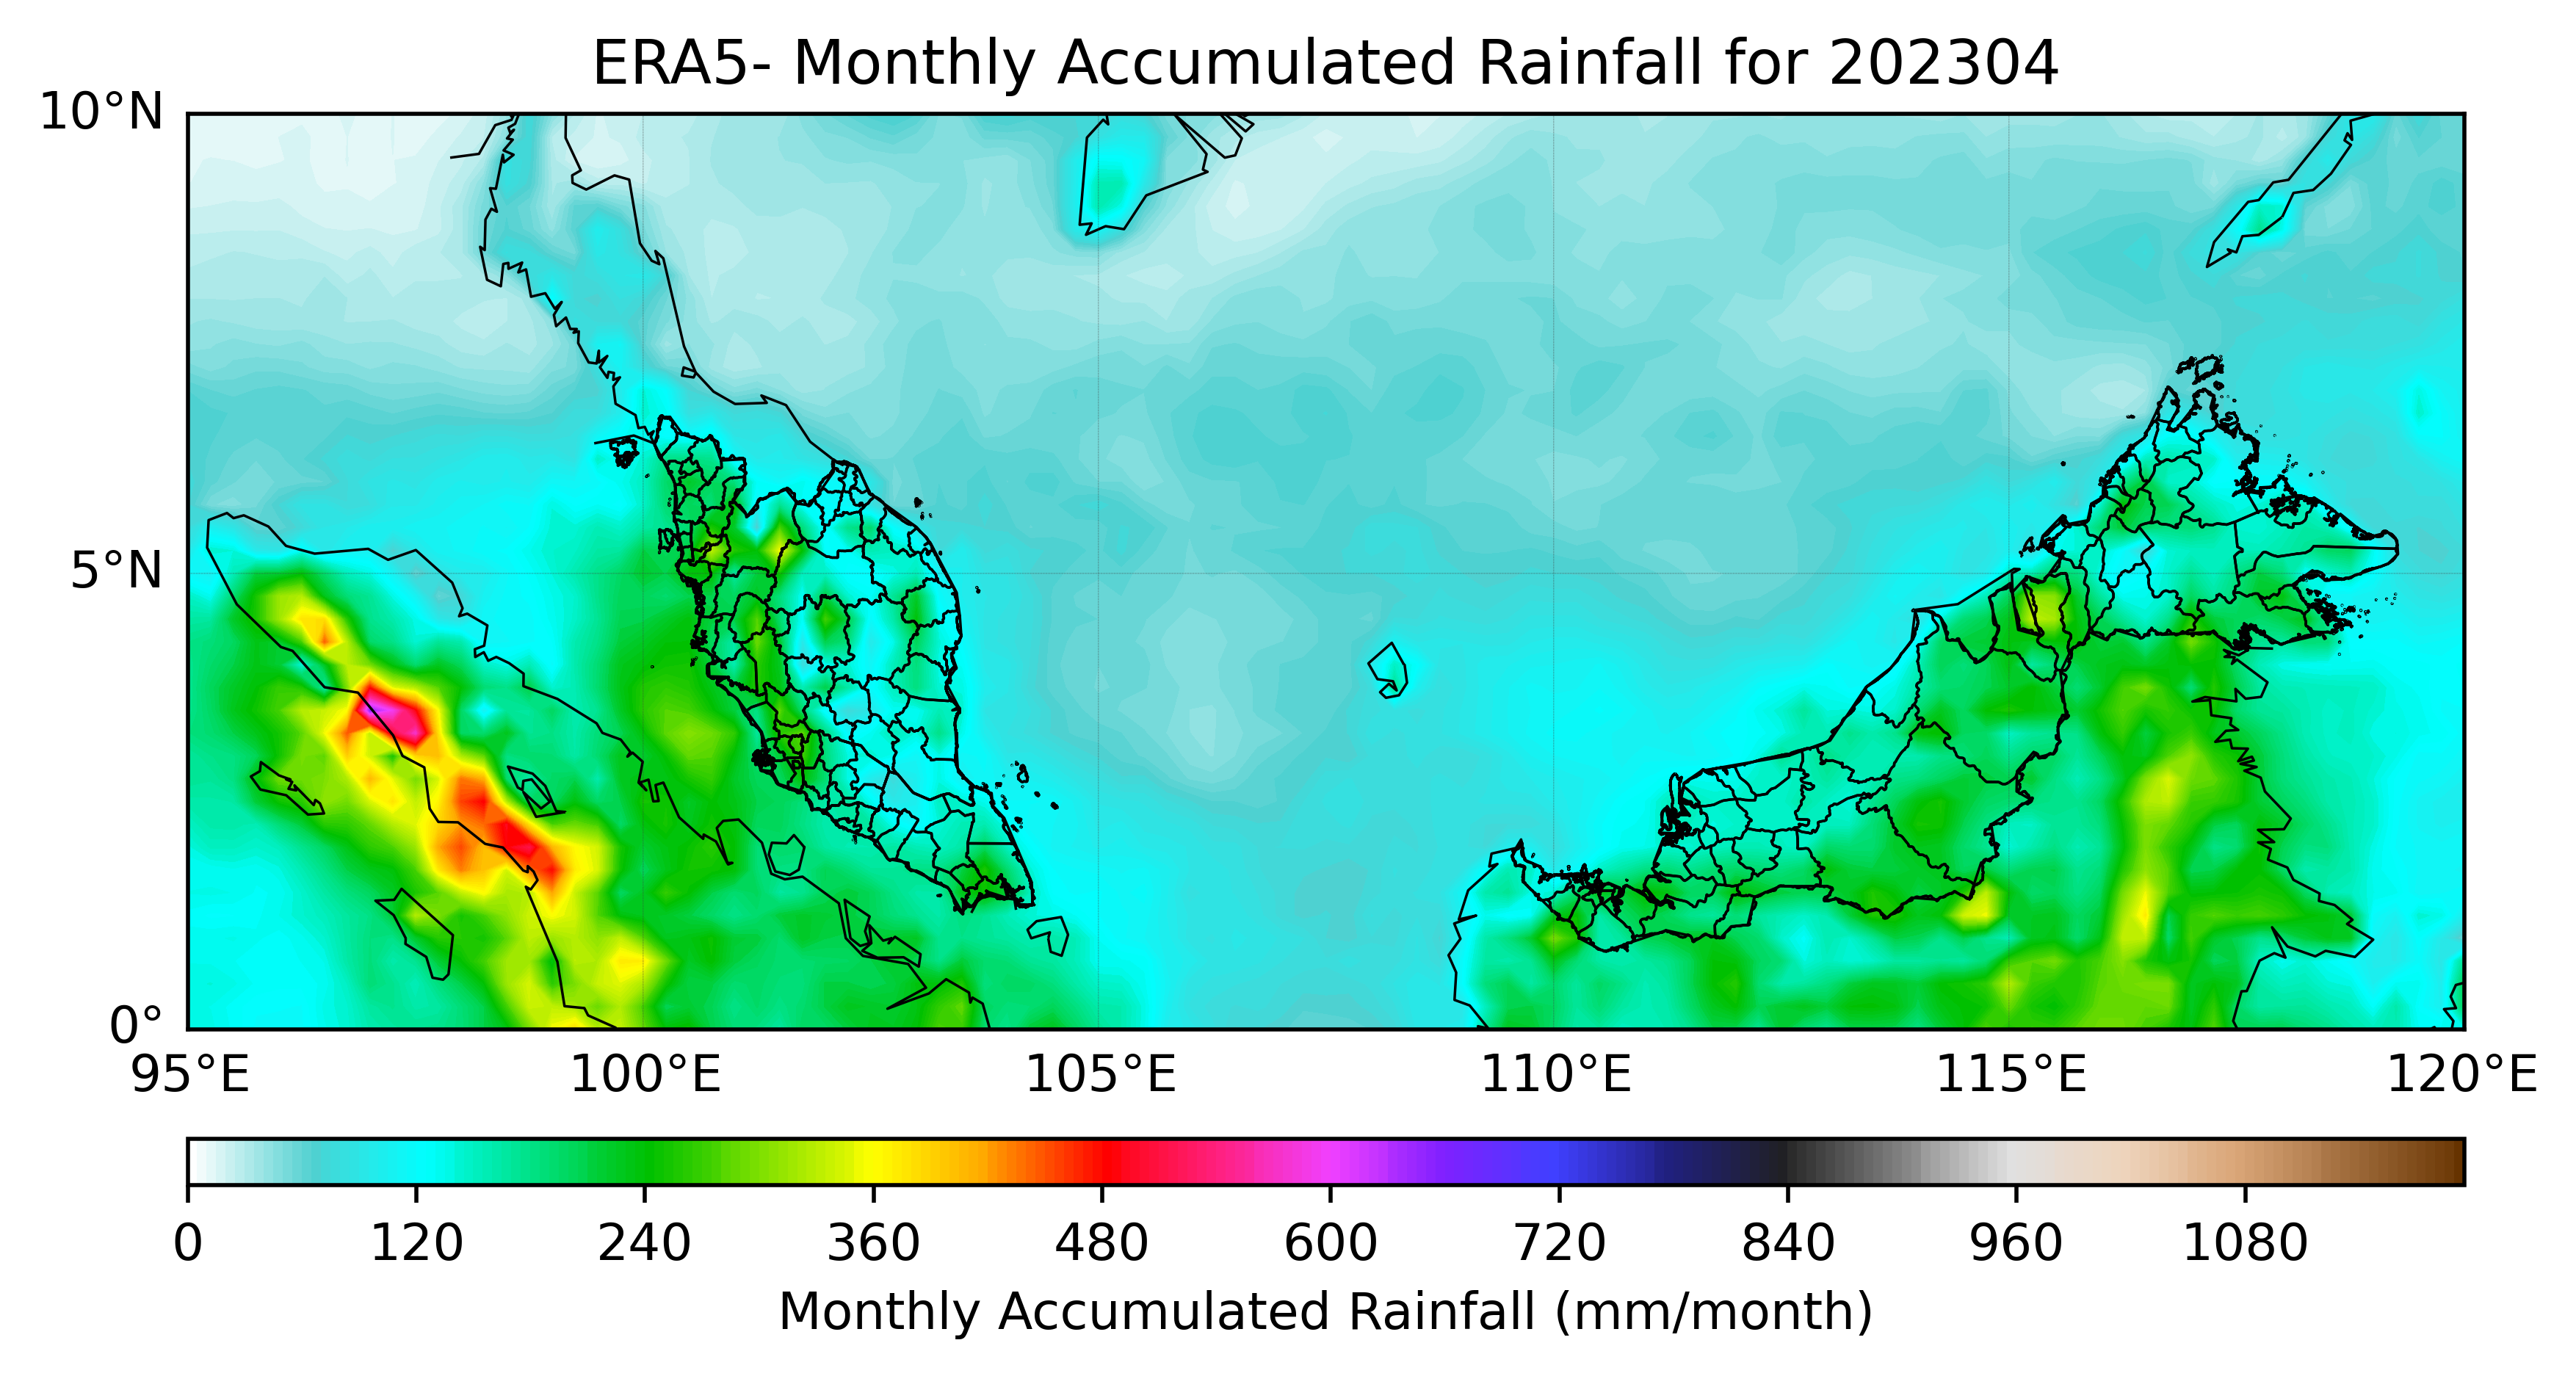 ERA5- Monthly Accumulated Rainfall for 202304
10°N
5°N
0°
95°E 100°E 105°E 110°E 115°E 120°E
0 120 240 360 480 600 720 840 960 1080
Monthly Accumulated Rainfall (mm/month)